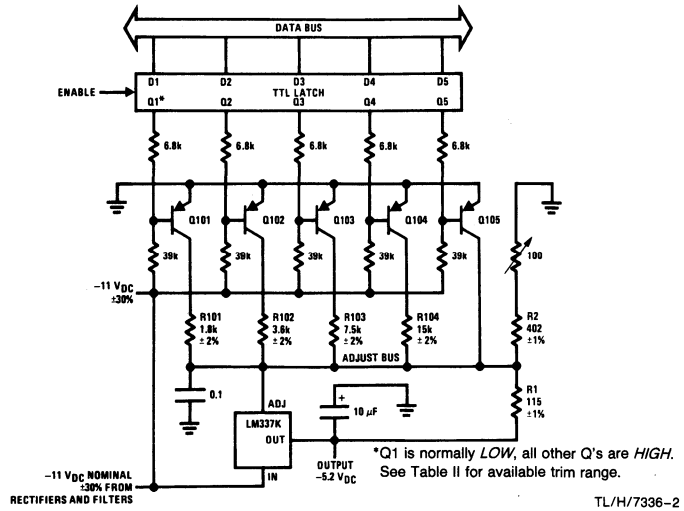 DATA BUS
D1 D2 D3 D4 D5
TTL LATCH
ENABLE
Q1* Q2 Q3 Q4 Q5
6.8k 6.8k 6.8k 6.8k 6.8k
Q101 Q102 Q103 Q104 Q105
39k 39k 39k 39k 39k
100
−11 VDC
±30%
R101
1.8k
±2%
R102
3.6k
±2%
R103
7.5k
±2%
R104
15k
±2%
R2
402
±1%
ADJUST BUS
R1
115
±1%
0.1
ADJ
+
10 μF
LM337K
OUT
IN
OUTPUT
−5.2 VDC
*Q1 is normally LOW, all other Q's are HIGH.
See Table II for available trim range.
−11 VDC NOMINAL
±30% FROM
RECTIFIERS AND FILTERS
TL/H/7336–2